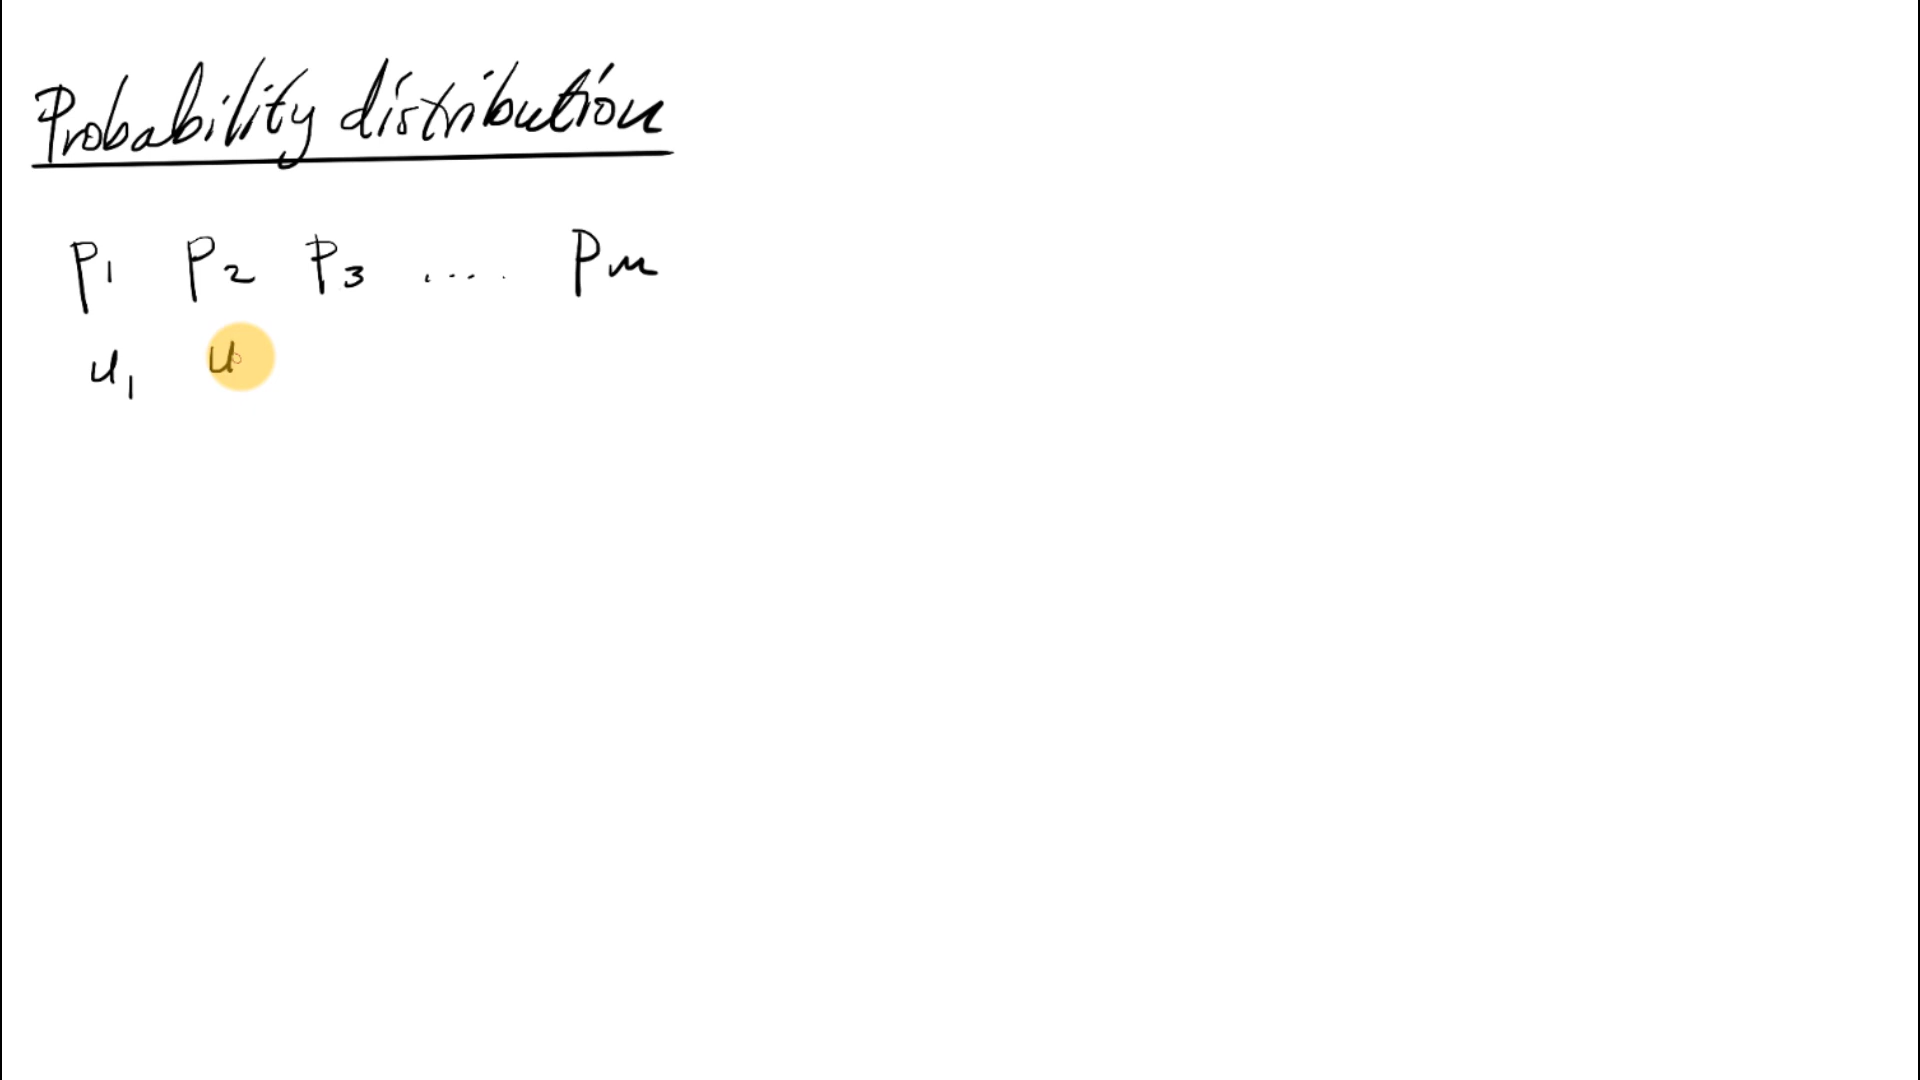 Probability distribution
P1 P2 P3 .... Pn
u1 u